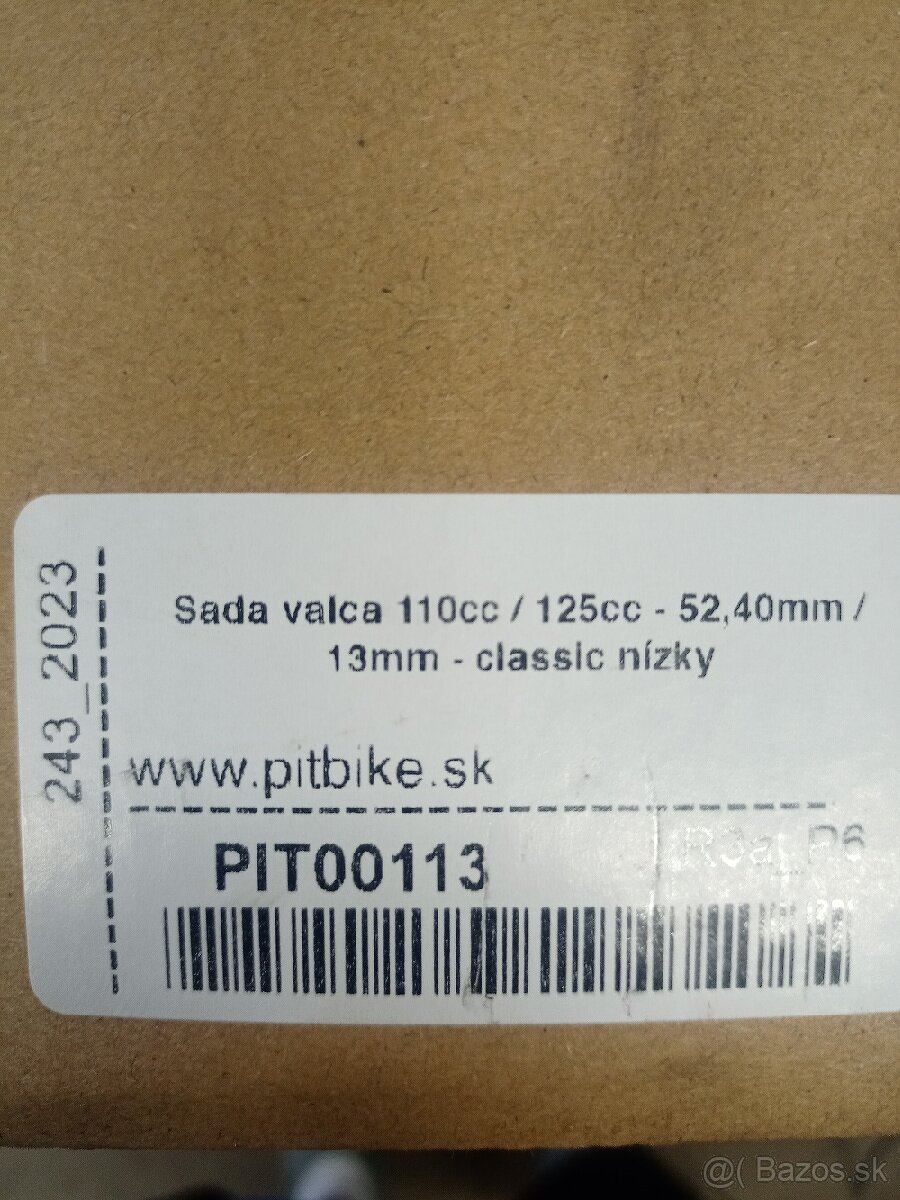 243_2023
Sada valca 110cc / 125cc - 52,40mm /
13mm - classic nízky
www.pitbike.sk
PIT00113
@( Bazos.sk